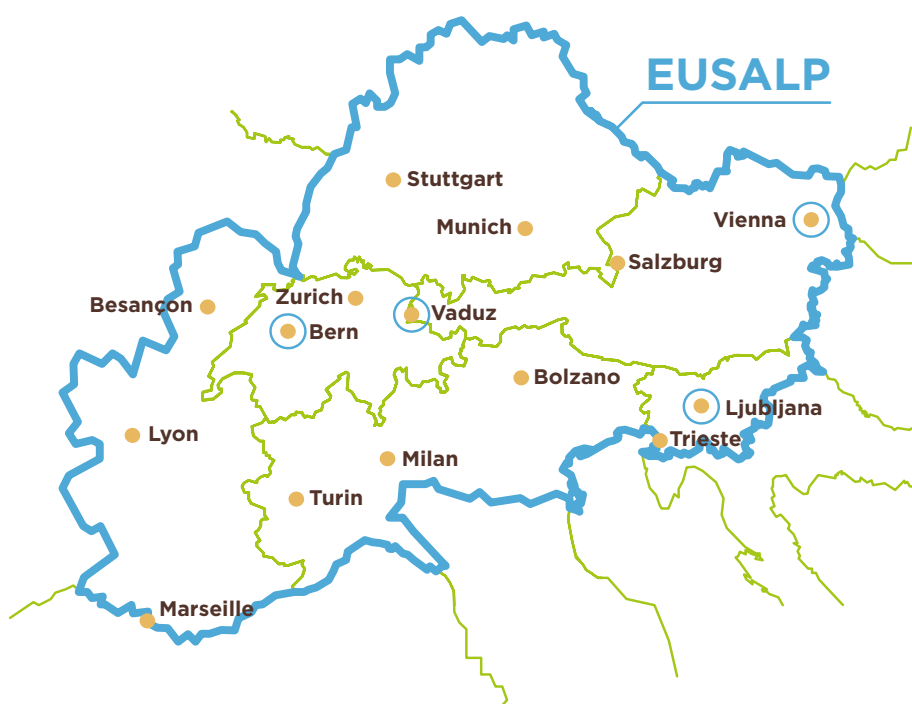 EUSALP
Stuttgart
Munich
Vienna
Salzburg
Besançon
Zurich
Vaduz
Bern
Bolzano
Ljubljana
Lyon
Trieste
Milan
Turin
Marseille